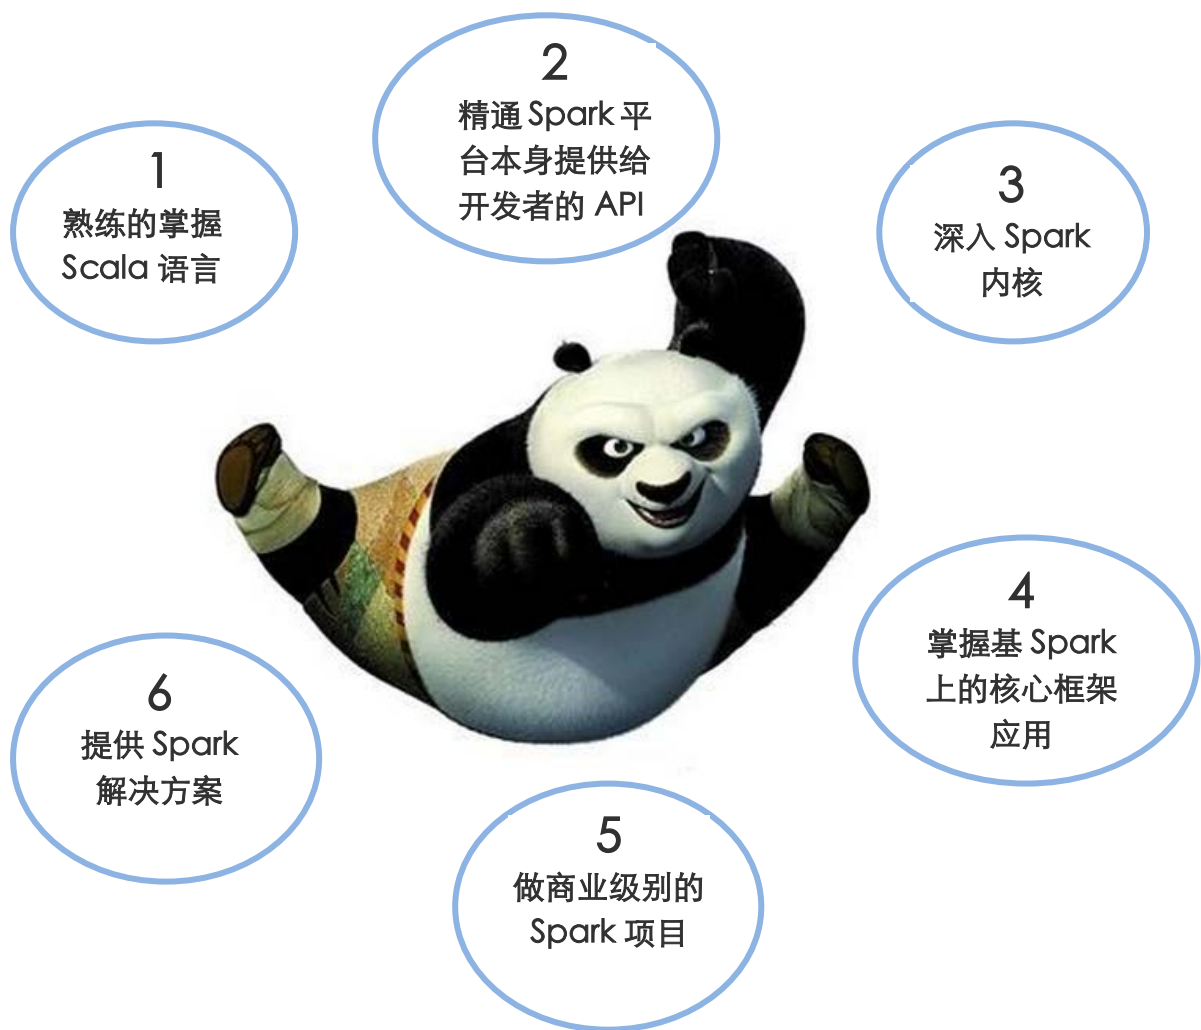 1
熟练的掌握
Scala 语言
2
精通 Spark 平
台本身提供给
开发者的 API
3
深入 Spark
内核
4
掌握基 Spark
上的核心框架
应用
5
做商业级别的
Spark 项目
6
提供 Spark
解决方案